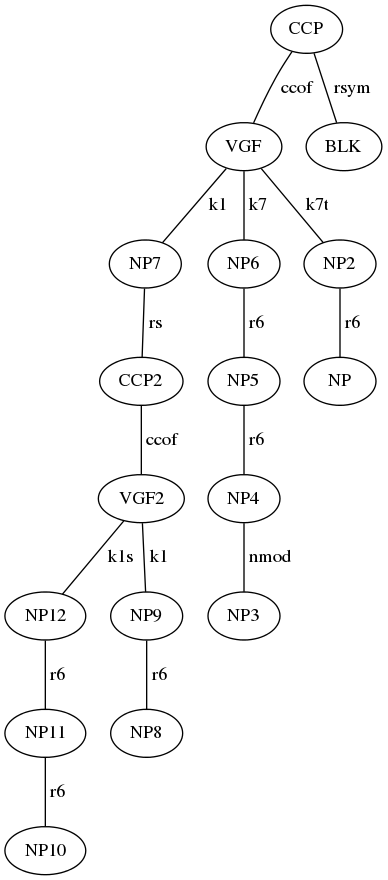 CCP
ccof rsym
VGF BLK
k1 k7 k7t
NP7 NP6 NP2
rs r6 r6
CCP2 NP5 NP
ccof r6
VGF2 NP4
k1s k1 nmod
NP12 NP9 NP3
r6 r6
NP11 NP8
r6
NP10